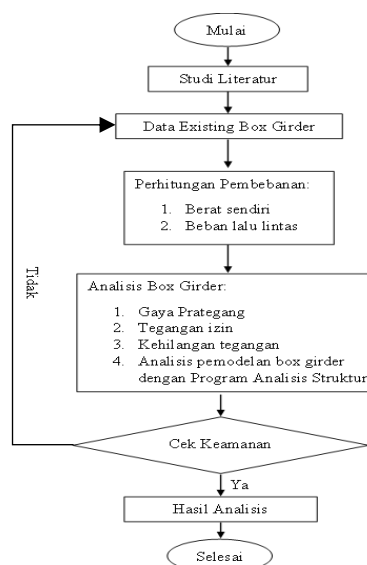 Mulai
Studi Literatur
Data Existing Box Girder
Perhitungan Pembebanan:
1. Berat sendiri
2. Beban lalu lintas
Tidak
Analisis Box Girder:
1. Gaya Prategang
2. Tegangan izin
3. Kehilangan tegangan
4. Analisis pemodelan box girder
dengan Program Analisis Struktur
Cek Keamanan
Ya
Hasil Analisis
Selesai